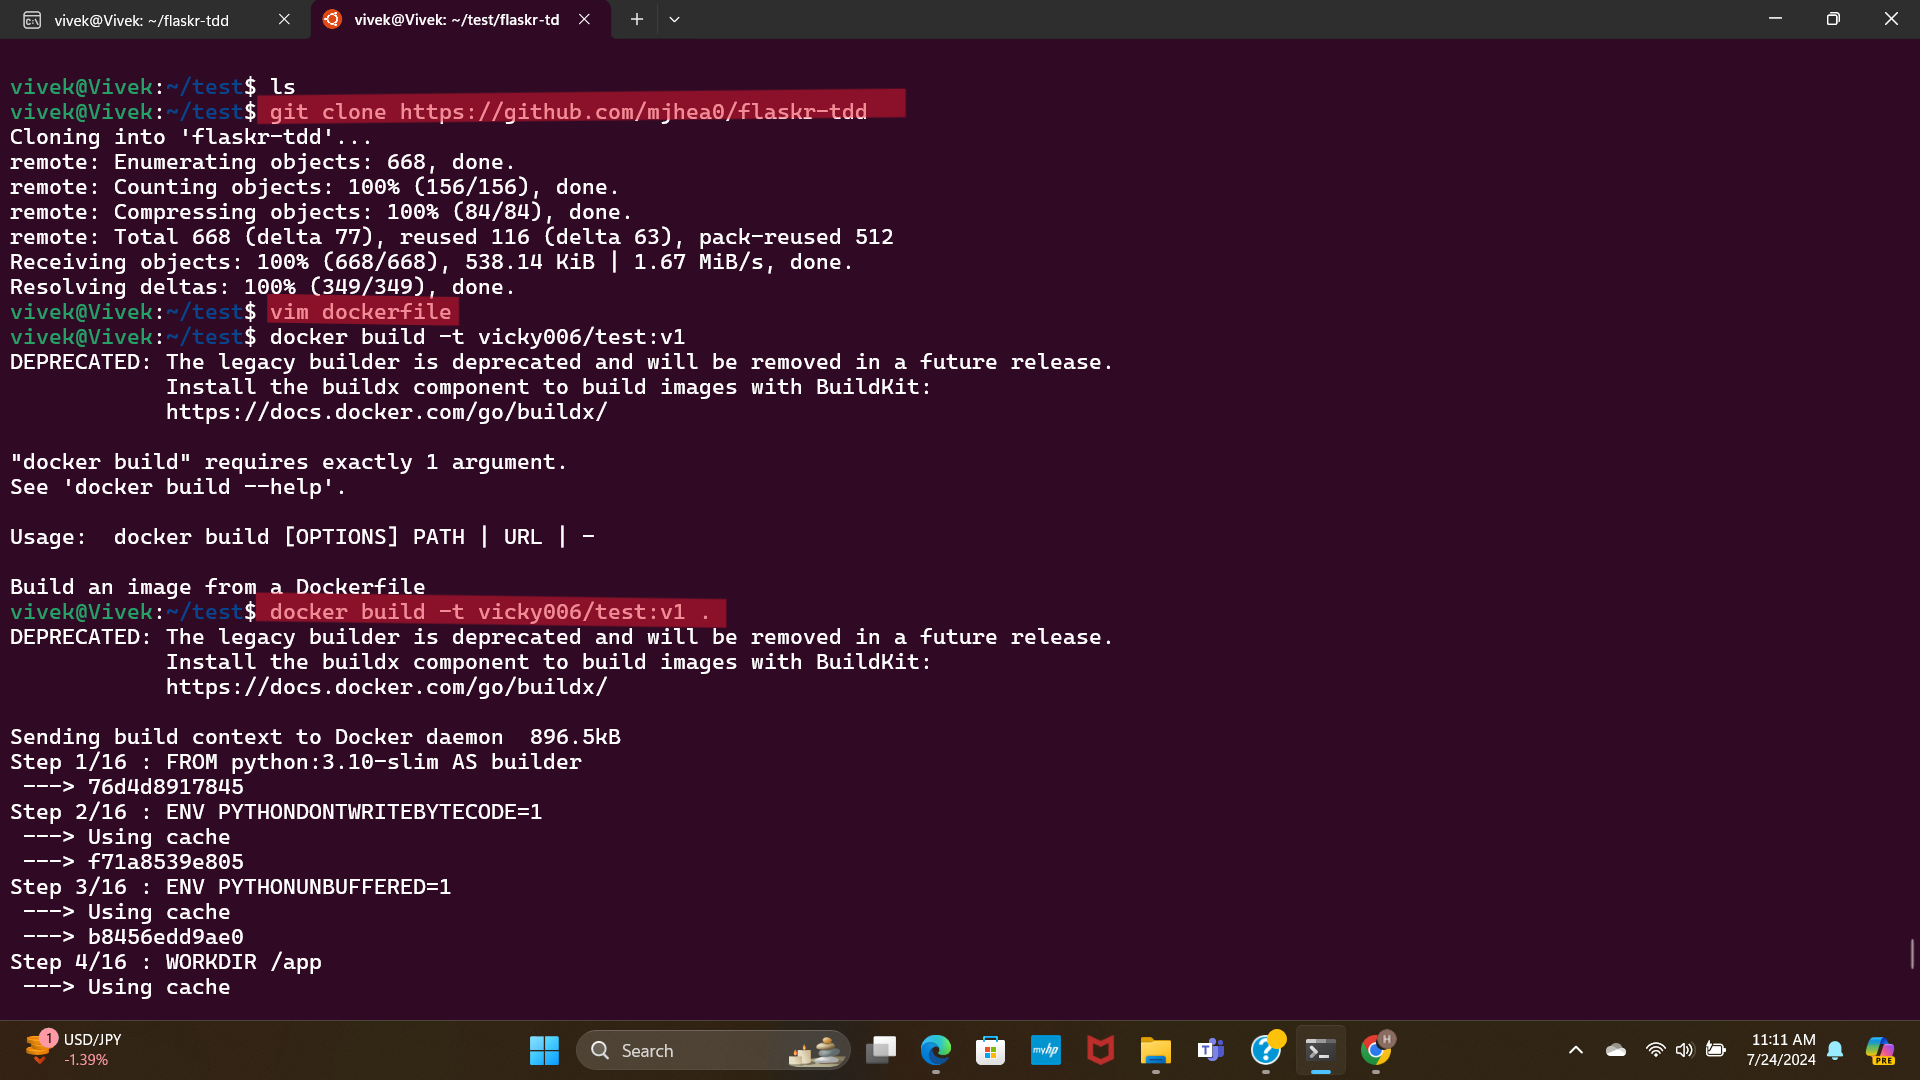 vivek@Vivek: ~/flaskr-tdd
vivek@Vivek: ~/test/flaskr-td
vivek@Vivek:~/test$ ls
vivek@Vivek:~/test$ git clone https://github.com/mjhea0/flaskr-tdd
Cloning into 'flaskr-tdd'...
remote: Enumerating objects: 668, done.
remote: Counting objects: 100% (156/156), done.
remote: Compressing objects: 100% (84/84), done.
remote: Total 668 (delta 77), reused 116 (delta 63), pack-reused 512
Receiving objects: 100% (668/668), 538.14 KiB | 1.67 MiB/s, done.
Resolving deltas: 100% (349/349), done.
vivek@Vivek:~/test$ vim dockerfile
vivek@Vivek:~/test$ docker build -t vicky006/test:v1
DEPRECATED: The legacy builder is deprecated and will be removed in a future release.
            Install the buildx component to build images with BuildKit:
            https://docs.docker.com/go/buildx/
"docker build" requires exactly 1 argument.
See 'docker build --help'.
Usage:  docker build [OPTIONS] PATH | URL | -
Build an image from a Dockerfile
vivek@Vivek:~/test$ docker build -t vicky006/test:v1 .
DEPRECATED: The legacy builder is deprecated and will be removed in a future release.
            Install the buildx component to build images with BuildKit:
            https://docs.docker.com/go/buildx/
Sending build context to Docker daemon  896.5kB
Step 1/16 : FROM python:3.10-slim AS builder
 ---> 76d4d8917845
Step 2/16 : ENV PYTHONDONTWRITEBYTECODE=1
 ---> Using cache
 ---> f71a8539e805
Step 3/16 : ENV PYTHONUNBUFFERED=1
 ---> Using cache
 ---> b8456edd9ae0
Step 4/16 : WORKDIR /app
 ---> Using cache
1
USD/JPY
-1.39%
Search
myhp
T
H
11:11 AM
7/24/2024
PRE